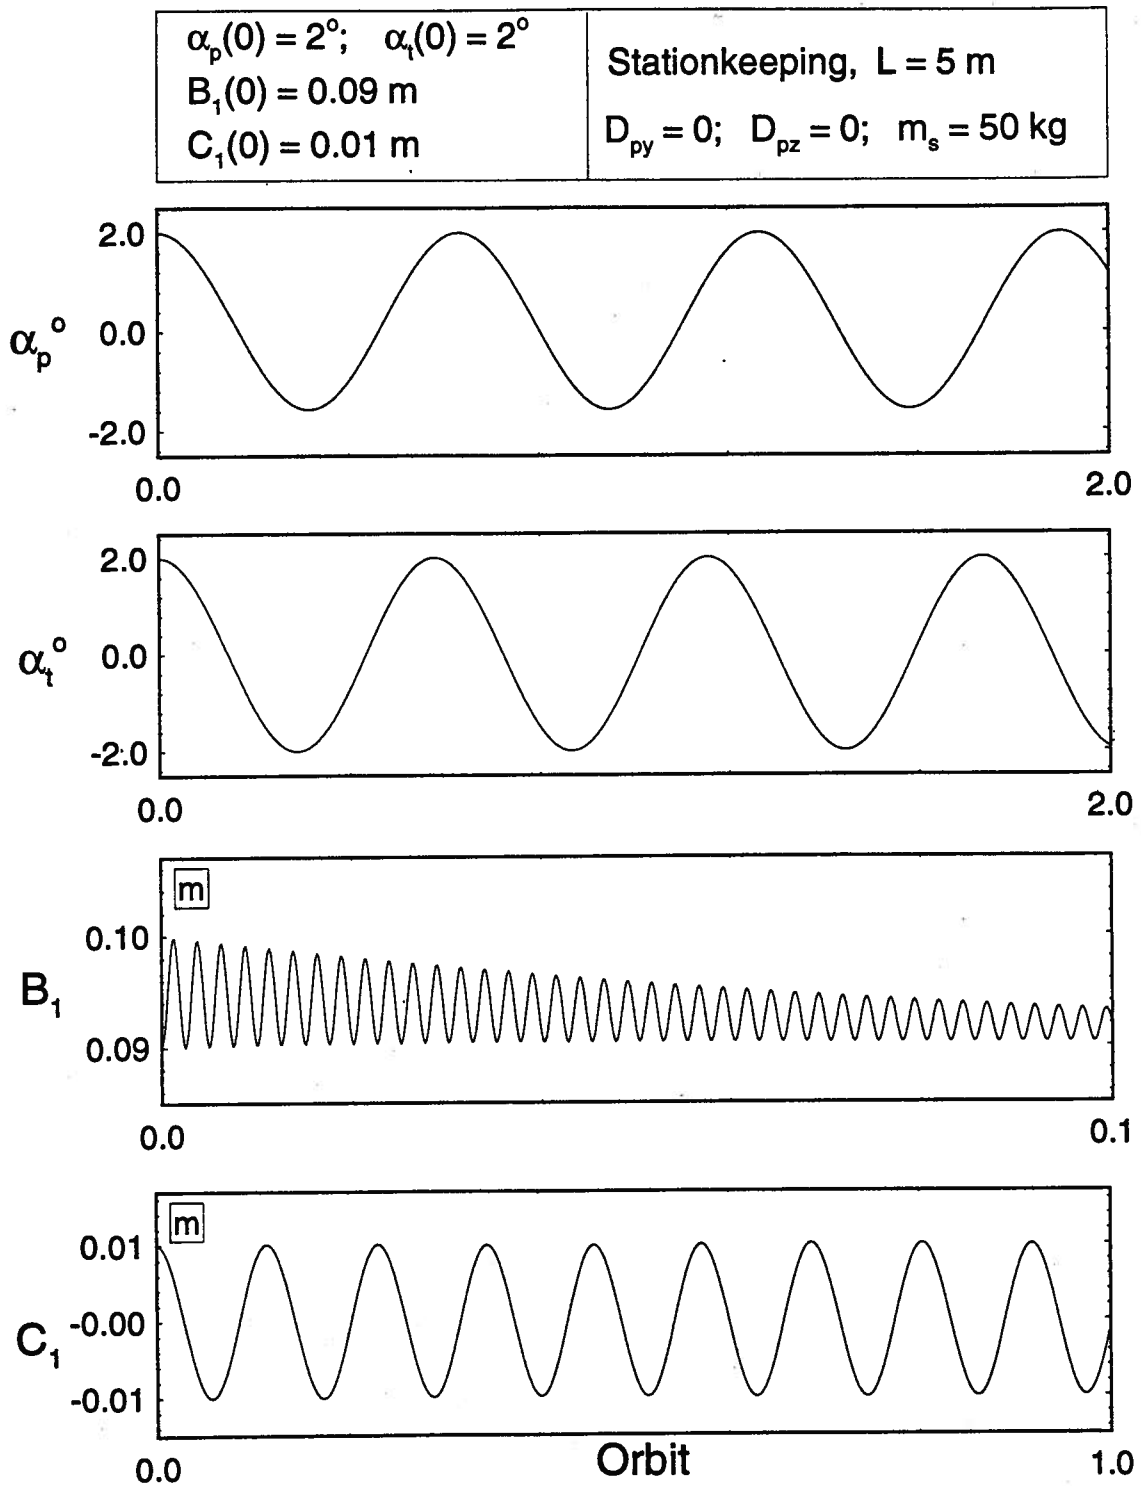 αₚ(0) = 2°; αₜ(0) = 2°
B₁(0) = 0.09 m
C₁(0) = 0.01 m
Stationkeeping, L = 5 m
D_py = 0; D_pz = 0; mₛ = 50 kg
2.0
αₚ° 0.0
-2.0
0.0 2.0
2.0
αₜ° 0.0
-2.0
0.0 2.0
m
0.10
B₁
0.09
0.0 0.1
m
0.01
-0.00
C₁
-0.01
0.0 Orbit 1.0